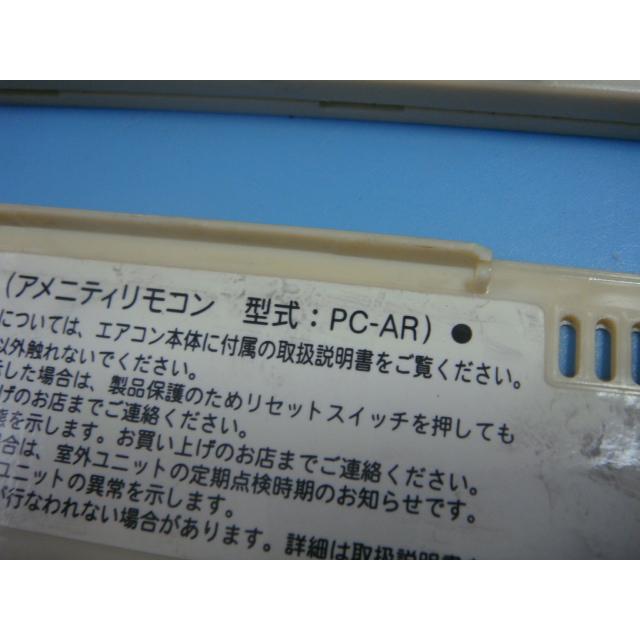 (アメニティリモコン 型式：PC-AR) ●
については、エアコン本体に付属の取扱説明書をご覧ください。
以外触れないでください。
した場合は、製品保護のためリセットスイッチを押しても
げのお店までご連絡ください。
態を示します。お買い上げのお店までご連絡ください。
合は、室外ユニットの定期点検時期のお知らせです。
ユニットの異常を示します。
が行なわれない場合があります。詳細は取扱説明書